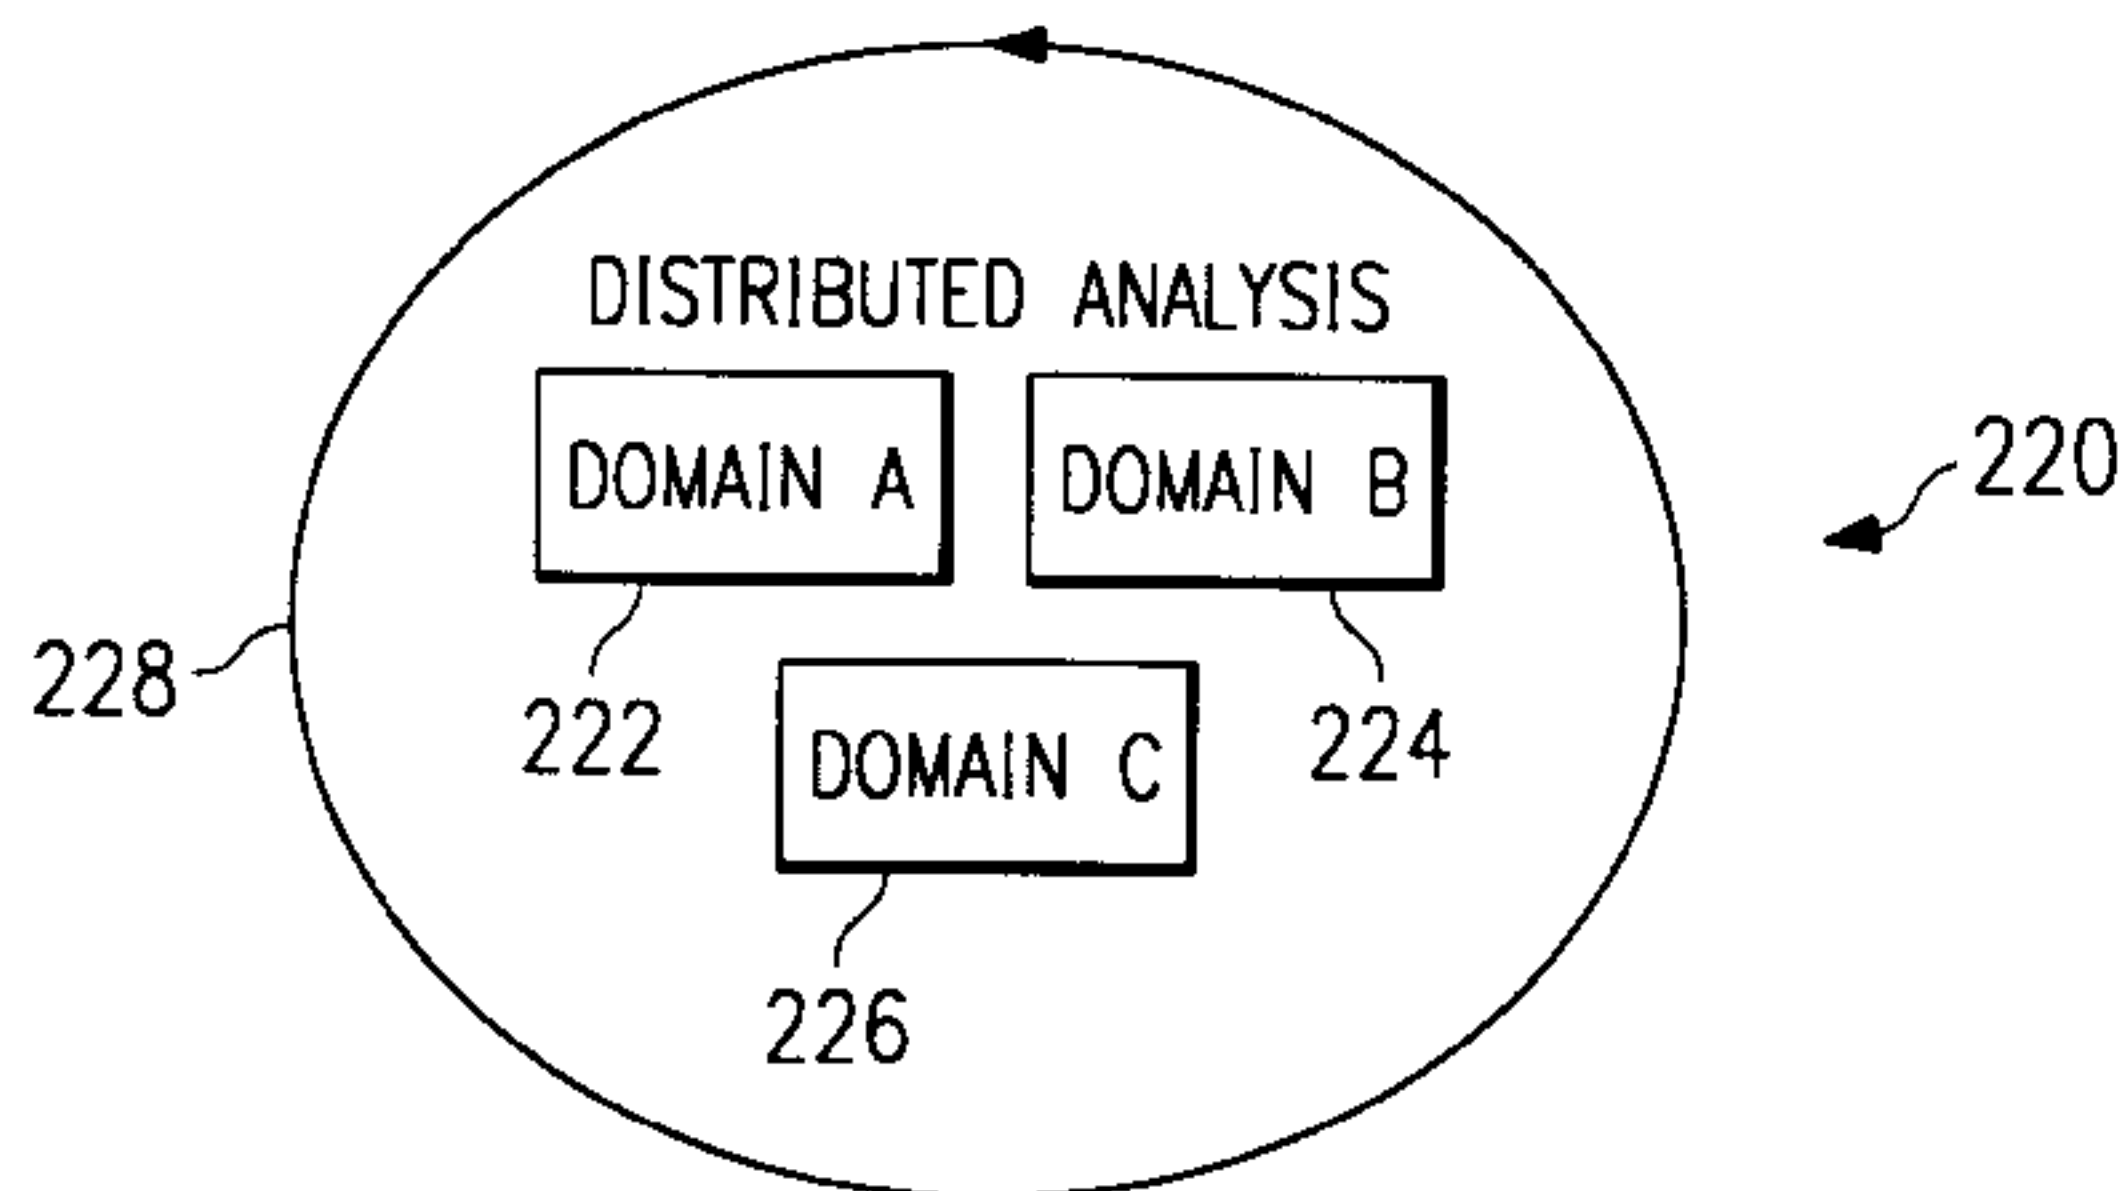 DISTRIBUTED ANALYSIS
DOMAIN A
DOMAIN B
220
228
222
DOMAIN C
224
226